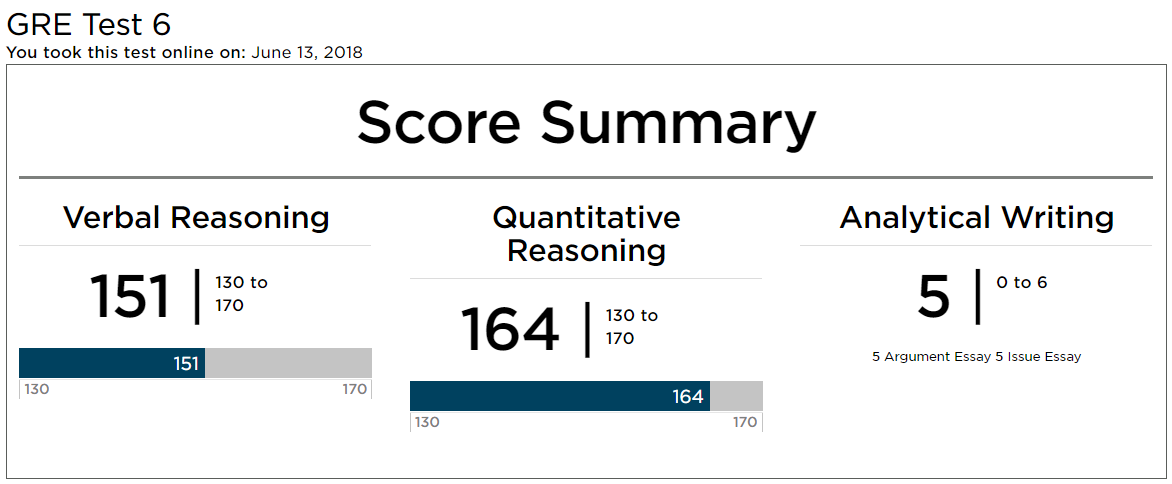 GRE Test 6
You took this test online on: June 13, 2018
Score Summary
Verbal Reasoning
151
130 to
170
151
130 170
Quantitative
Reasoning
164
130 to
170
164
130 170
Analytical Writing
5
0 to 6
5 Argument Essay 5 Issue Essay